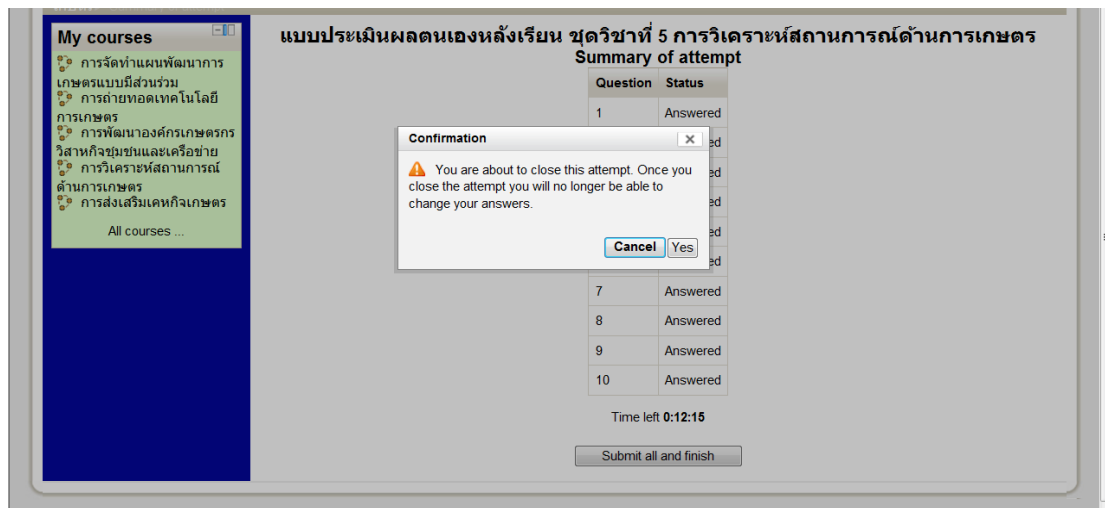 My courses
การจัดทำแผนพัฒนาการ
เกษตรแบบมีส่วนร่วม
การถ่ายทอดเทคโนโลยี
การเกษตร
การพัฒนาองค์กรเกษตรกร
วิสาหกิจชุมชนและเครือข่าย
การวิเคราะห์สถานการณ์
ด้านการเกษตร
การส่งเสริมเคหกิจเกษตร
All courses ...
แบบประเมินผลตนเองหลังเรียน ชุดวิชาที่ 5 การวิเคราะห์สถานการณ์ด้านการเกษตร
Summary of attempt
Question Status
1 Answered
Confirmation
You are about to close this attempt. Once you
close the attempt you will no longer be able to
change your answers.
Cancel Yes
ed
ed
ed
ed
ed
7 Answered
8 Answered
9 Answered
10 Answered
Time left 0:12:15
Submit all and finish